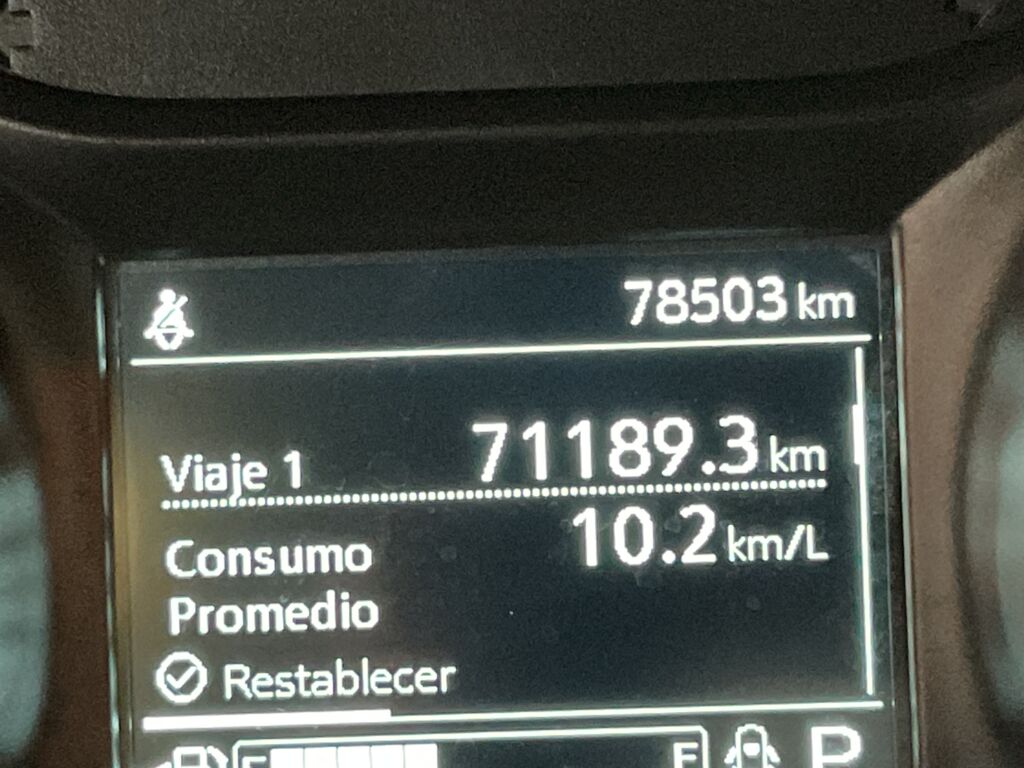 78503 km
Viaje 1 71189.3 km
Consumo 10.2 km/L
Promedio
Restablecer
E F P